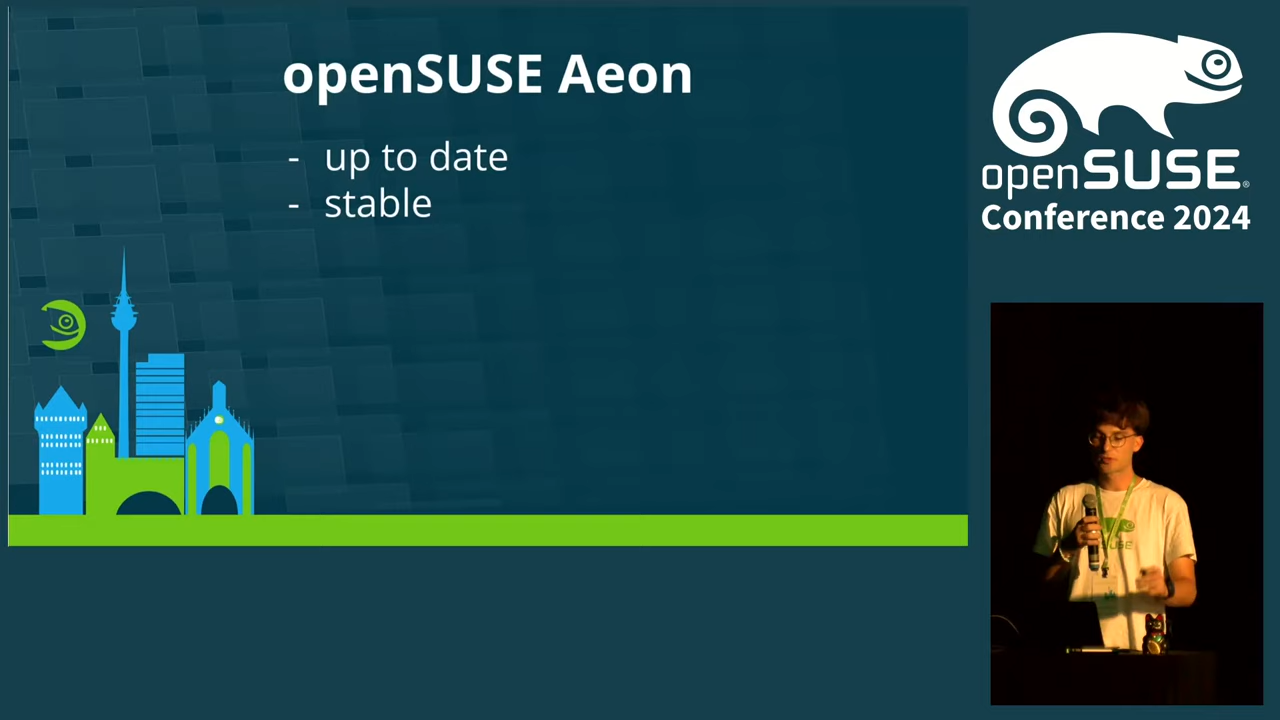 openSUSE Aeon
- up to date
- stable
openSUSE®
Conference 2024